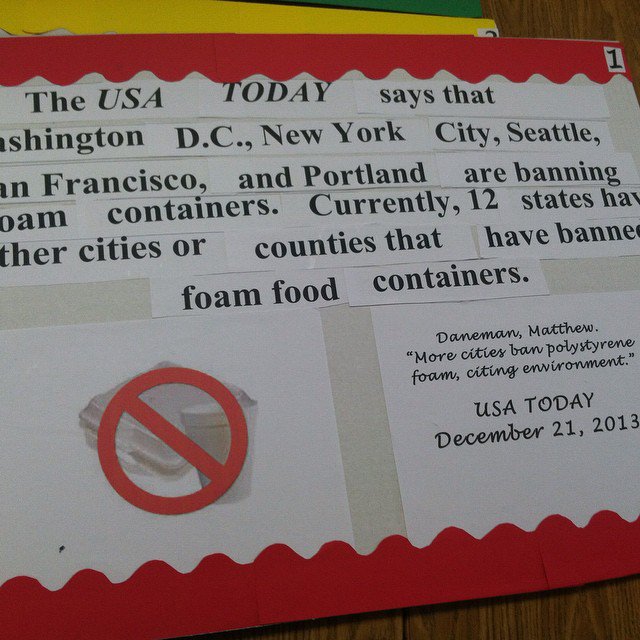 1
The USA TODAY says that
ashington D.C., New York City, Seattle,
an Francisco, and Portland are banning
oam containers. Currently, 12 states hav
ther cities or counties that have banne
foam food containers.
Daneman, Matthew.
"More cities ban polystyrene
foam, citing environment."
USA TODAY
December 21, 2013